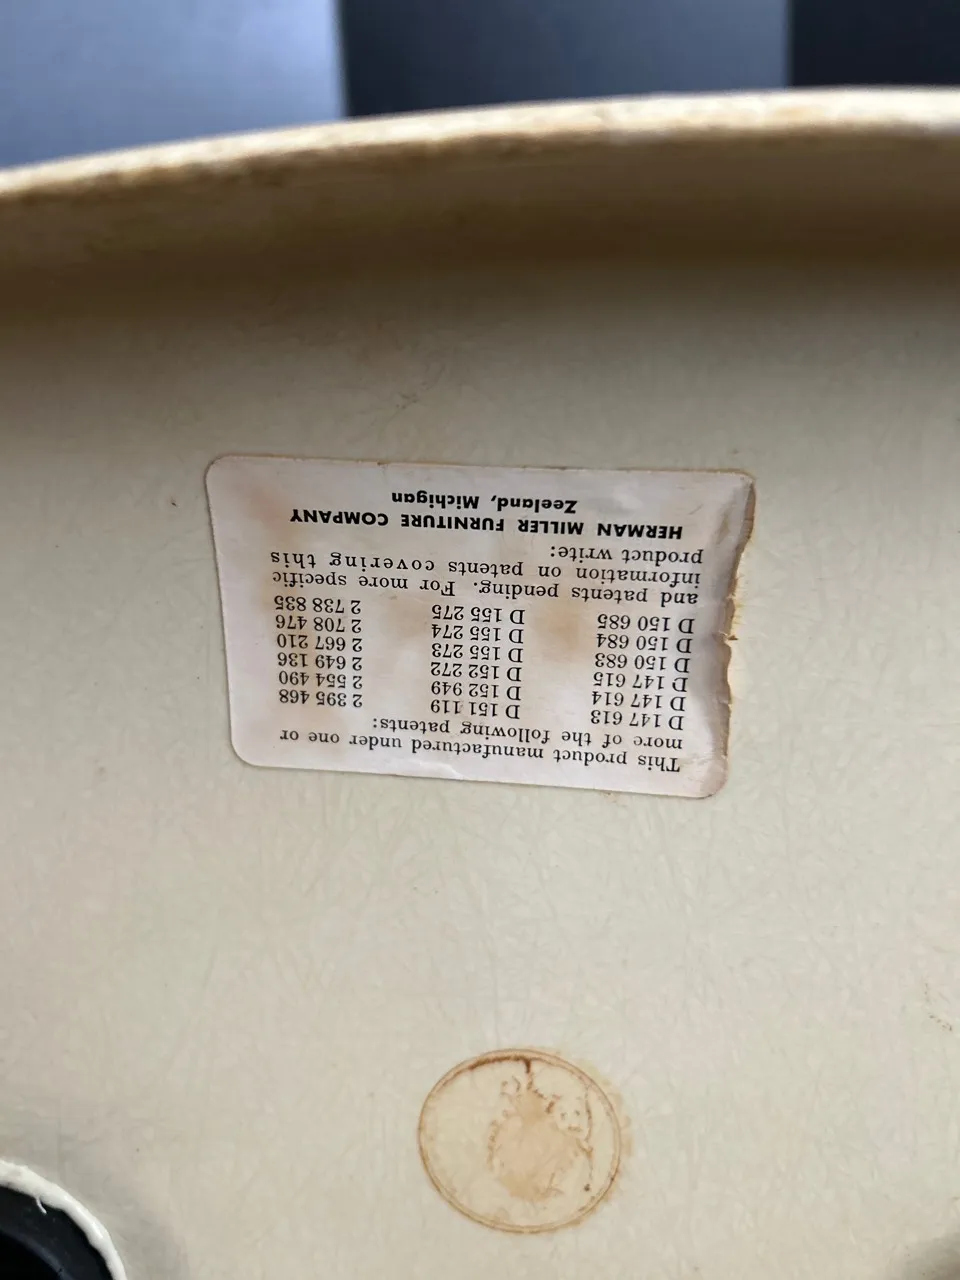 This product manufactured under one or
more of the following patents:
D 147 613 D 151 119 2 395 468
D 147 614 D 152 949 2 554 490
D 147 615 D 152 272 2 649 136
D 150 683 D 155 273 2 667 210
D 150 684 D 155 274 2 708 476
D 150 685 D 155 275 2 738 835
and patents pending. For more specific
information on patents covering this
product write:
HERMAN MILLER FURNITURE COMPANY
Zeeland, Michigan